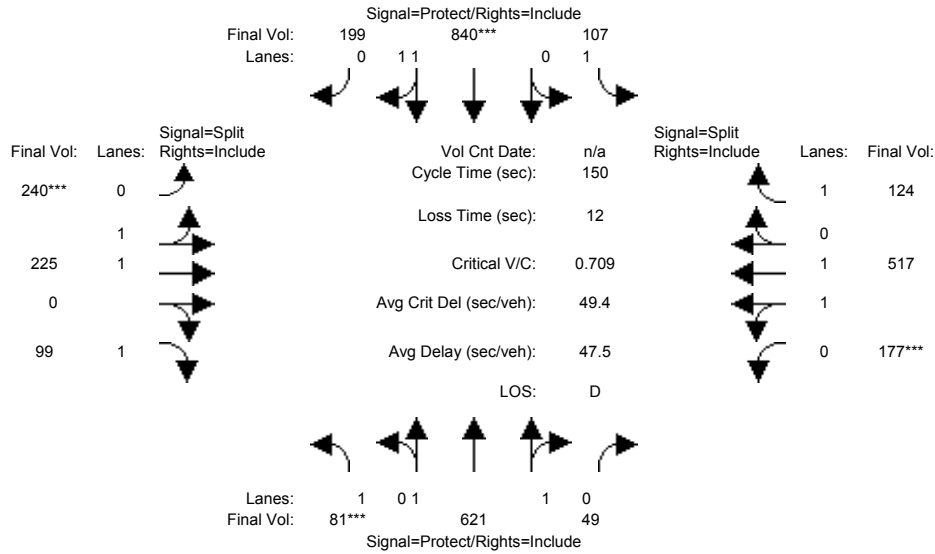 Signal=Protect/Rights=Include
Final Vol: 199 840*** 107
Lanes: 0 1 1 0 1
Signal=Split Signal=Split
Final Vol: Lanes: Rights=Include Vol Cnt Date: n/a Rights=Include Lanes: Final Vol:
Cycle Time (sec): 150
240*** 0 1 124
Loss Time (sec): 12
1 0
225 1 Critical V/C: 0.709 1 517
0 Avg Crit Del (sec/veh): 49.4 1
99 1 Avg Delay (sec/veh): 47.5 0 177***
LOS: D
Lanes: 1 0 1 1 0
Final Vol: 81*** 621 49
Signal=Protect/Rights=Include